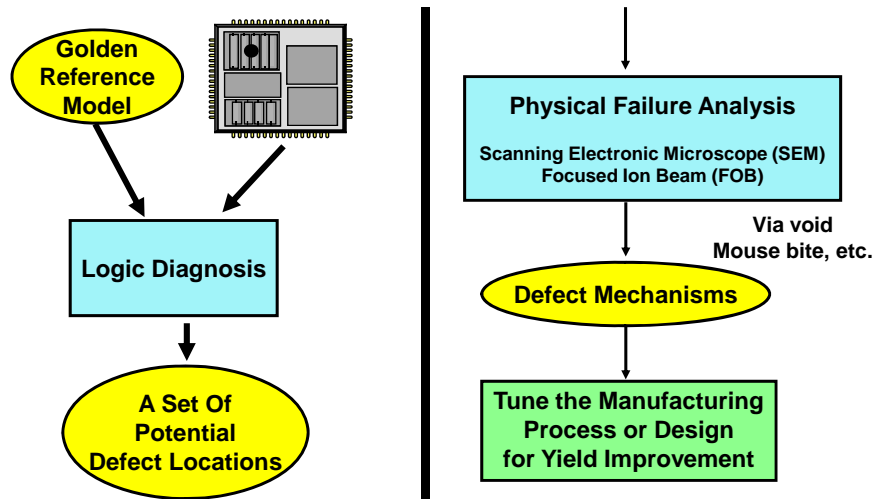 Golden
Reference
Model
Logic Diagnosis
A Set Of
Potential
Defect Locations
Physical Failure Analysis
Scanning Electronic Microscope (SEM)
Focused Ion Beam (FOB)
Via void
Mouse bite, etc.
Defect Mechanisms
Tune the Manufacturing
Process or Design
for Yield Improvement